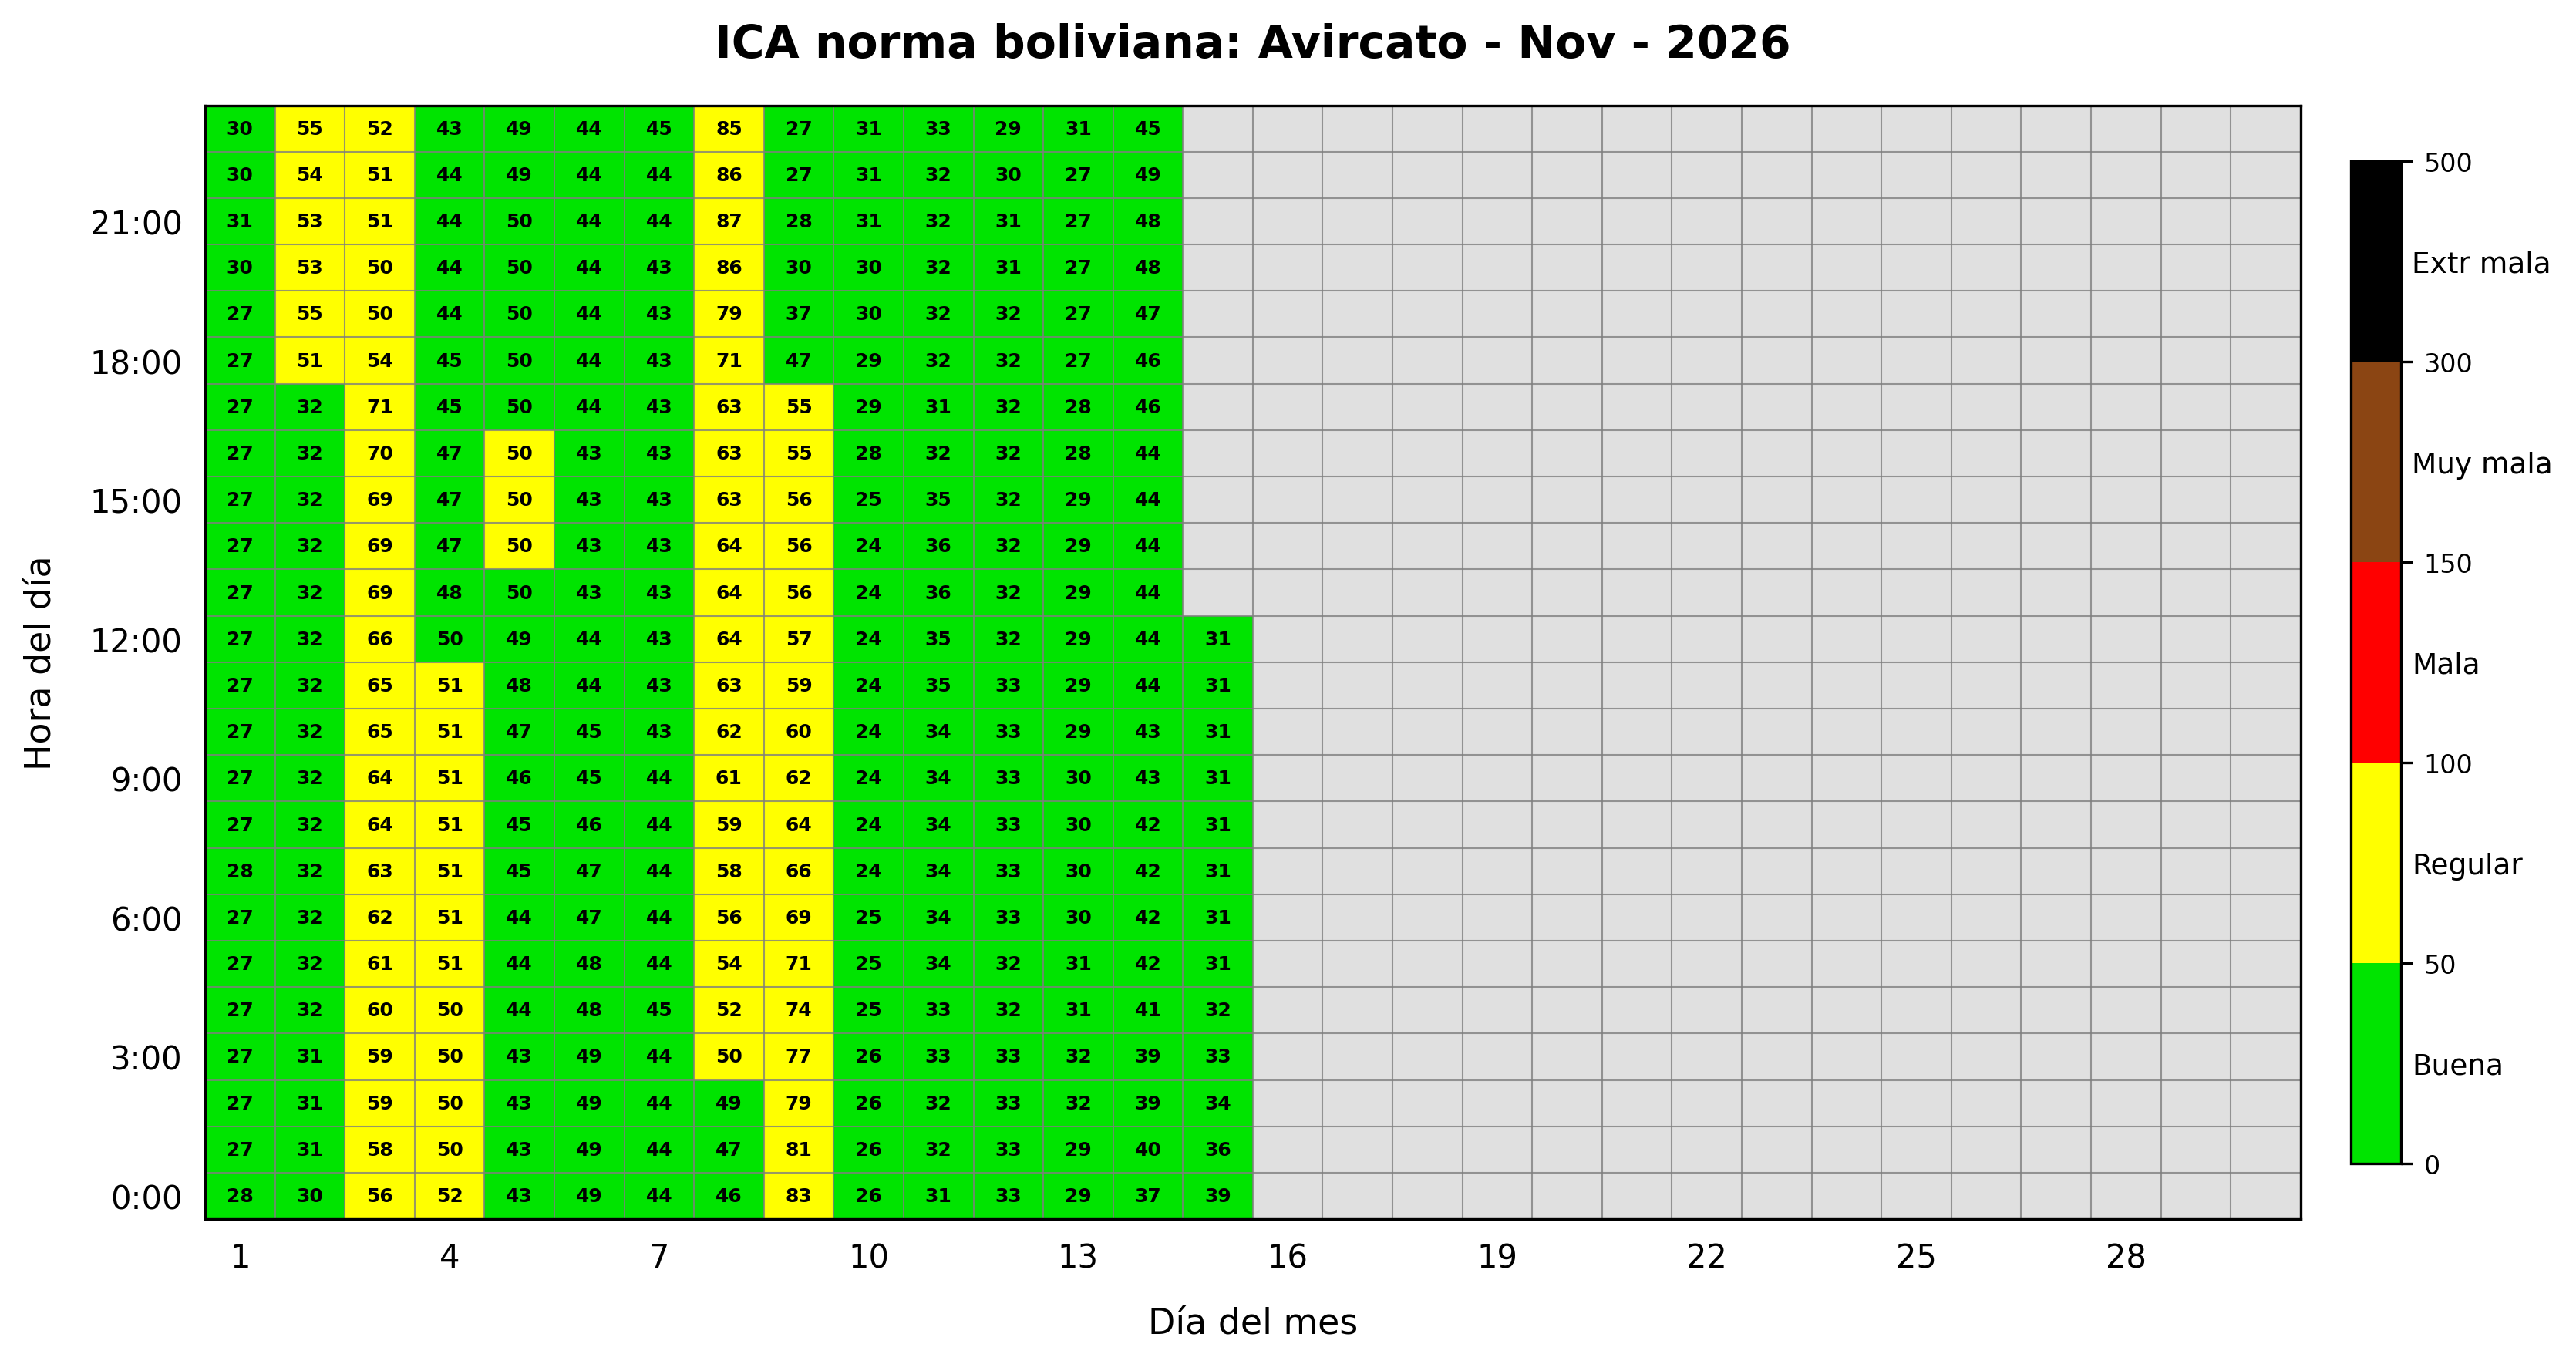 ICA norma boliviana: Avircato - Nov - 2026
30 55 52 43 49 44 45 85 27 31 33 29 31 45
30 54 51 44 49 44 44 86 27 31 32 30 27 49
21:00 31 53 51 44 50 44 44 87 28 31 32 31 27 48
30 53 50 44 50 44 43 86 30 30 32 31 27 48
27 55 50 44 50 44 43 79 37 30 32 32 27 47
18:00 27 51 54 45 50 44 43 71 47 29 32 32 27 46
27 32 71 45 50 44 43 63 55 29 31 32 28 46
27 32 70 47 50 43 43 63 55 28 32 32 28 44
15:00 27 32 69 47 50 43 43 63 56 25 35 32 29 44
27 32 69 47 50 43 43 64 56 24 36 32 29 44
27 32 69 48 50 43 43 64 56 24 36 32 29 44
12:00 27 32 66 50 49 44 43 64 57 24 35 32 29 44 31
27 32 65 51 48 44 43 63 59 24 35 33 29 44 31
27 32 65 51 47 45 43 62 60 24 34 33 29 43 31
9:00 27 32 64 51 46 45 44 61 62 24 34 33 30 43 31
27 32 64 51 45 46 44 59 64 24 34 33 30 42 31
28 32 63 51 45 47 44 58 66 24 34 33 30 42 31
6:00 27 32 62 51 44 47 44 56 69 25 34 33 30 42 31
27 32 61 51 44 48 44 54 71 25 34 32 31 42 31
27 32 60 50 44 48 45 52 74 25 33 32 31 41 32
3:00 27 31 59 50 43 49 44 50 77 26 33 33 32 39 33
27 31 59 50 43 49 44 49 79 26 32 33 32 39 34
27 31 58 50 43 49 44 47 81 26 32 33 29 40 36
0:00 28 30 56 52 43 49 44 46 83 26 31 33 29 37 39
1 4 7 10 13 16 19 22 25 28
Día del mes
Hora del día
500
Extr mala
300
Muy mala
150
Mala
100
Regular
50
Buena
0